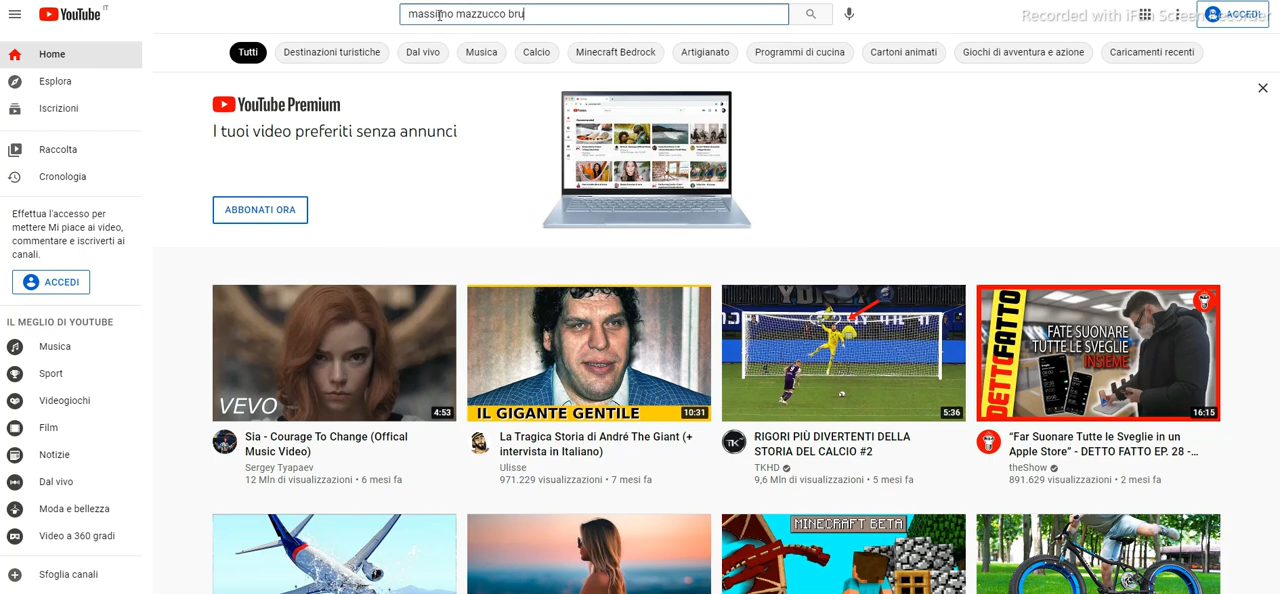 YouTube IT
massimo mazzucco bru
Recorded with iFun Screen Recorder
ACCEDI
Home
Esplora
Iscrizioni
Raccolta
Cronologia
Effettua l'accesso per
mettere Mi piace ai video,
commentare e iscriverti ai
canali.
ACCEDI
IL MEGLIO DI YOUTUBE
Musica
Sport
Videogiochi
Film
Notizie
Dal vivo
Moda e bellezza
Video a 360 gradi
Sfoglia canali
Tutti
Destinazioni turistiche
Dal vivo
Musica
Calcio
Minecraft Bedrock
Artigianato
Programmi di cucina
Cartoni animati
Giochi di avventura e azione
Caricamenti recenti
YouTube Premium
I tuoi video preferiti senza annunci
ABBONATI ORA
VEVO
4:53
Sia - Courage To Change (Offical
Music Video)
Sergey Tyapaev
12 Mln di visualizzazioni • 6 mesi fa
IL GIGANTE GENTILE
10:31
La Tragica Storia di André The Giant (+
intervista in Italiano)
Ulisse
971.229 visualizzazioni • 7 mesi fa
5:36
TK
RIGORI PIÙ DIVERTENTI DELLA
STORIA DEL CALCIO #2
TKHD
9,6 Mln di visualizzazioni • 5 mesi fa
DETTO FATTO
FATE SUONARE
TUTTE LE SVEGLIE
INSIEME
16:15
“Far Suonare Tutte le Sveglie in un
Apple Store” - DETTO FATTO EP. 28 -...
theShow
891.629 visualizzazioni • 2 mesi fa
MINECRAFT BETA